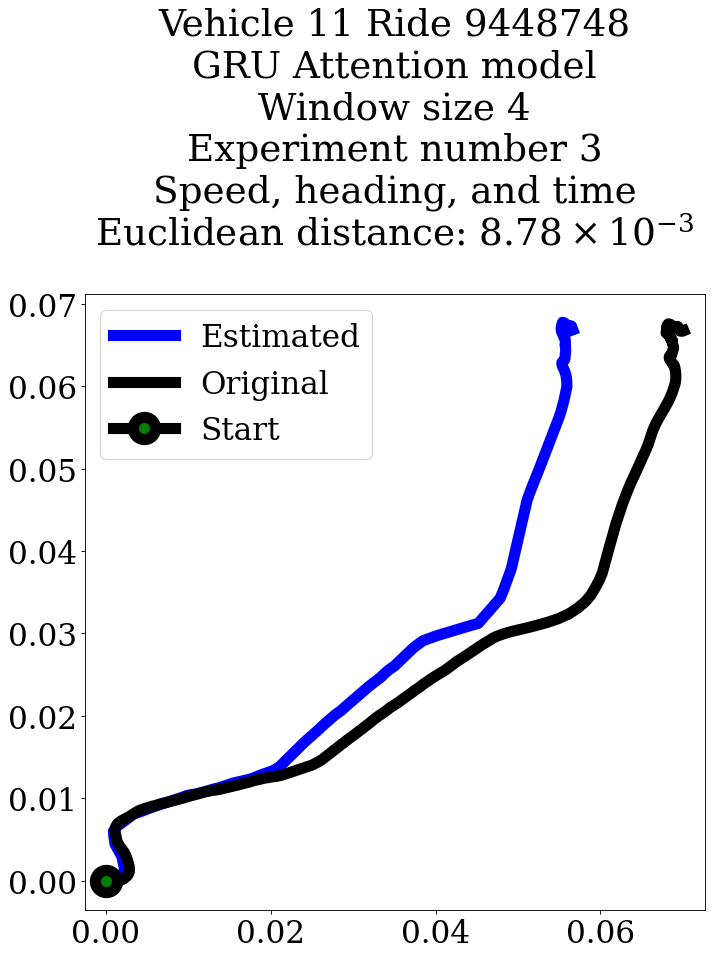 Vehicle 11 Ride 9448748
GRU Attention model
Window size 4
Experiment number 3
Speed, heading, and time
Euclidean distance: 8.78 × 10⁻³
Estimated
Original
Start
0.07
0.06
0.05
0.04
0.03
0.02
0.01
0.00
0.00 0.02 0.04 0.06